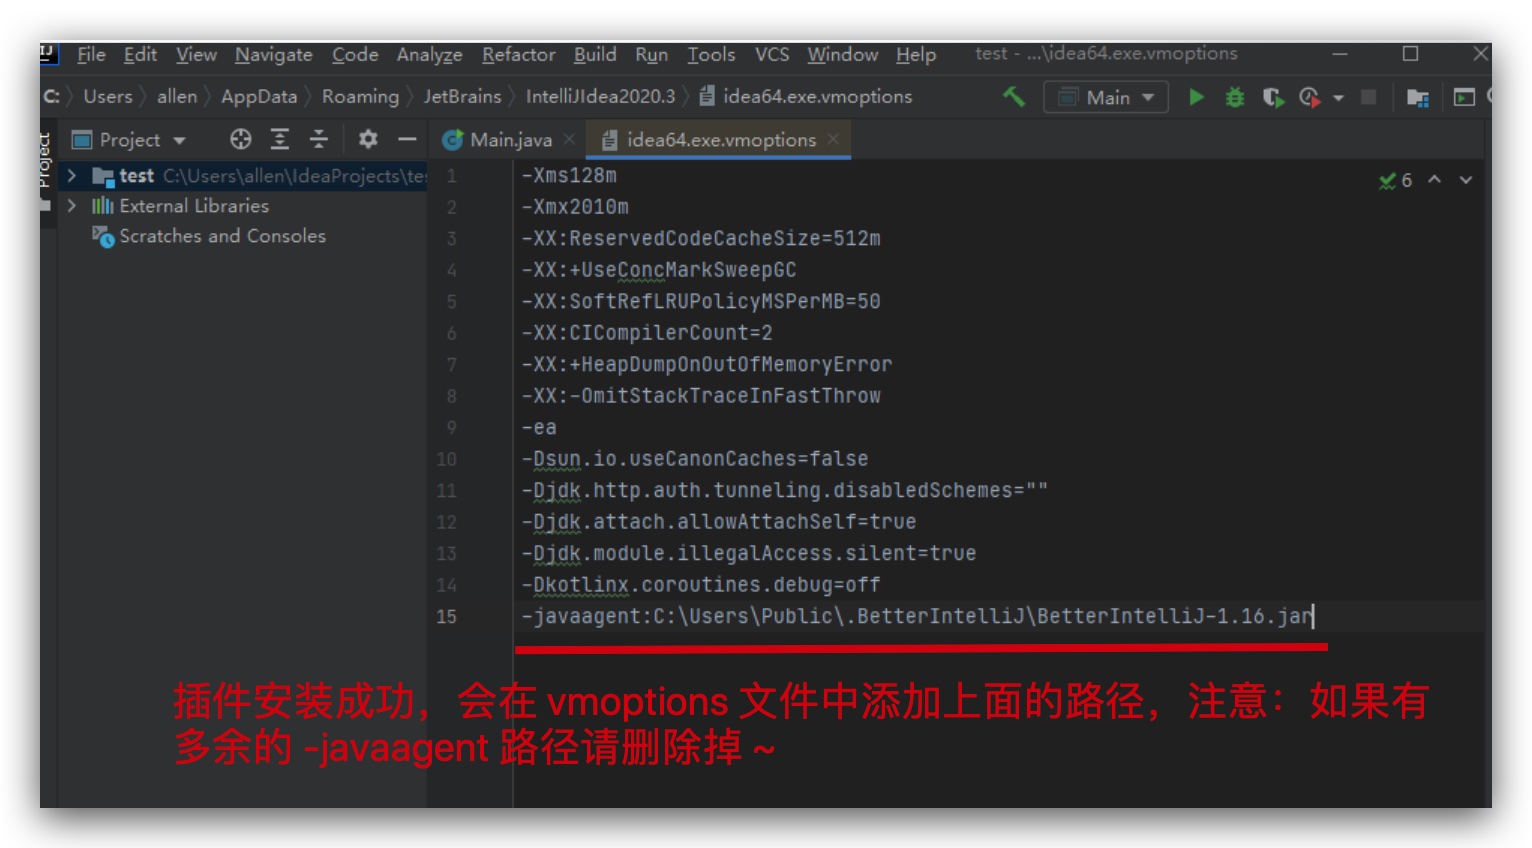 IJ File Edit View Navigate Code Analyze Refactor Build Run Tools VCS Window Help test - ...\idea64.exe.vmoptions
C: Users allen AppData Roaming JetBrains IntelliJIdea2020.3 idea64.exe.vmoptions Main
Project
Project Main.java idea64.exe.vmoptions
test C:\Users\allen\IdeaProjects\te
External Libraries
Scratches and Consoles
6
1 -Xms128m
2 -Xmx2010m
3 -XX:ReservedCodeCacheSize=512m
4 -XX:+UseConcMarkSweepGC
5 -XX:SoftRefLRUPolicyMSPerMB=50
6 -XX:CICompilerCount=2
7 -XX:+HeapDumpOnOutOfMemoryError
8 -XX:-OmitStackTraceInFastThrow
9 -ea
10 -Dsun.io.useCanonCaches=false
11 -Djdk.http.auth.tunneling.disabledSchemes=""
12 -Djdk.attach.allowAttachSelf=true
13 -Djdk.module.illegalAccess.silent=true
14 -Dkotlinx.coroutines.debug=off
15 -javaagent:C:\Users\Public\.BetterIntelliJ\BetterIntelliJ-1.16.jar
插件安装成功，会在 vmoptions 文件中添加上面的路径，注意：如果有
多余的 -javaagent 路径请删除掉 ~